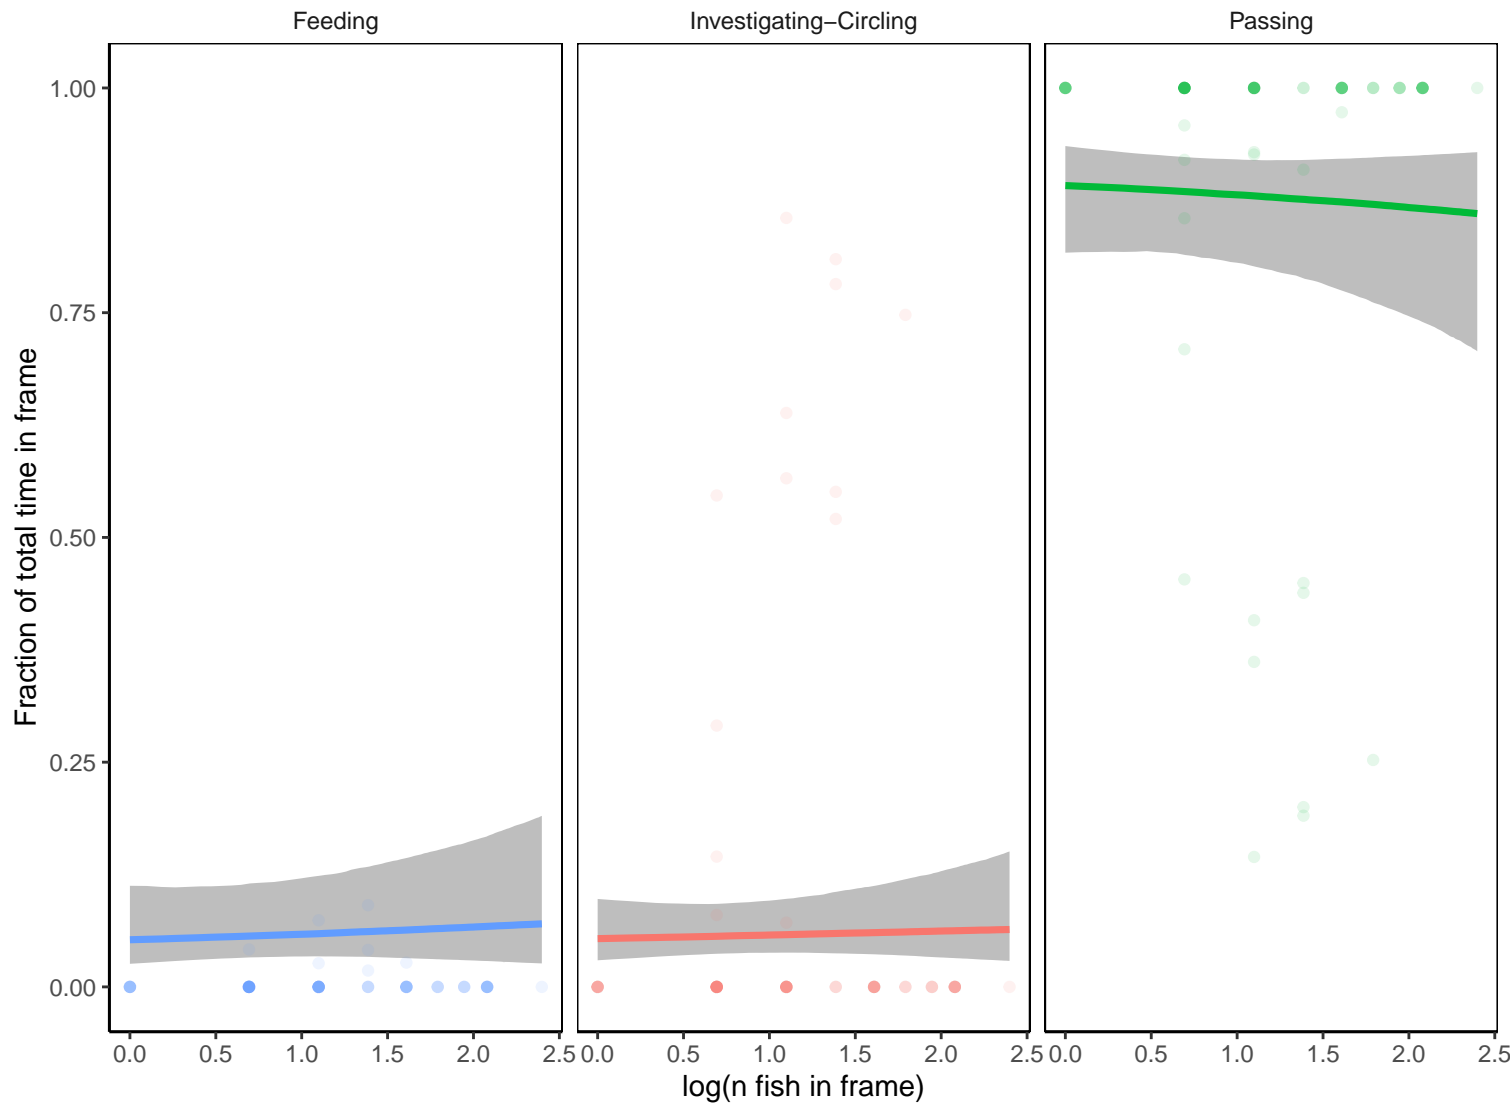 Feeding Investigating–Circling Passing
Fraction of total time in frame
1.00
0.75
0.50
0.25
0.00
0.0 0.5 1.0 1.5 2.0 2.5 0.0 0.5 1.0 1.5 2.0 2.5 0.0 0.5 1.0 1.5 2.0 2.5
log(n fish in frame)